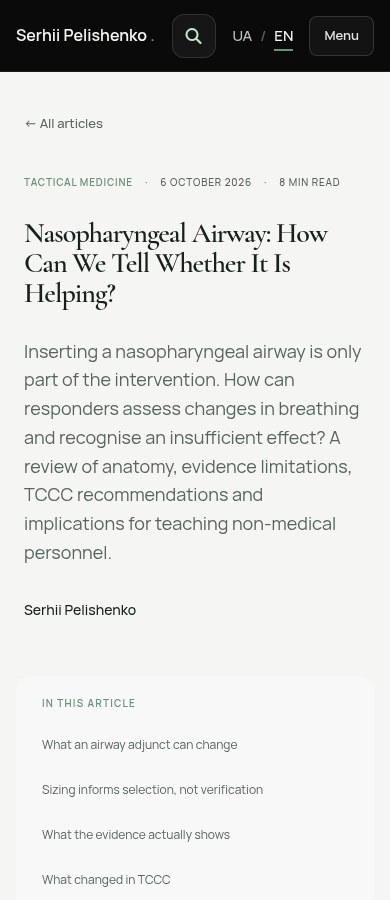 Serhii Pelishenko .
UA / EN
Menu
← All articles
TACTICAL MEDICINE · 6 OCTOBER 2026 · 8 MIN READ
Nasopharyngeal Airway: How
Can We Tell Whether It Is
Helping?
Inserting a nasopharyngeal airway is only
part of the intervention. How can
responders assess changes in breathing
and recognise an insufficient effect? A
review of anatomy, evidence limitations,
TCCC recommendations and
implications for teaching non-medical
personnel.
Serhii Pelishenko
IN THIS ARTICLE
What an airway adjunct can change
Sizing informs selection, not verification
What the evidence actually shows
What changed in TCCC